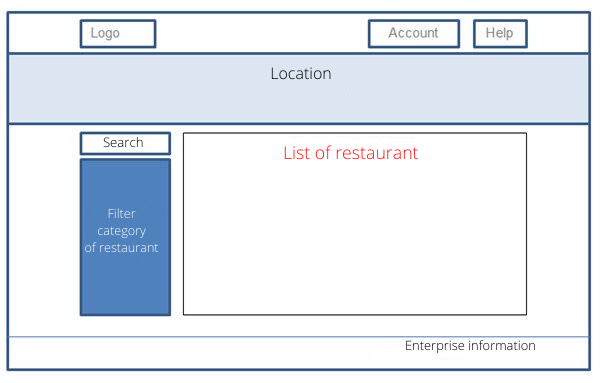 Logo
Account
Help
Location
Search
List of restaurant
Filter
category
of restaurant
Enterprise information